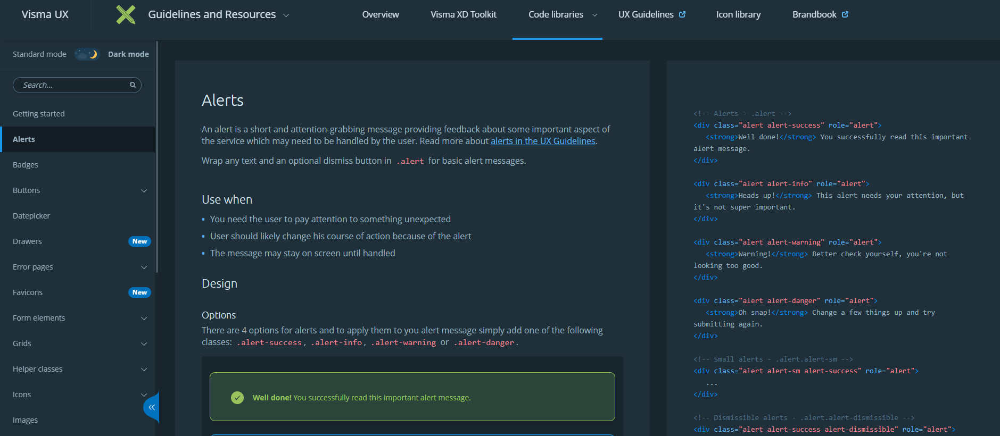 Visma UX
Guidelines and Resources
Overview
Visma XD Toolkit
Code libraries
UX Guidelines
Icon library
Brandbook
Standard mode
Dark mode
Search...
Getting started
Alerts
Badges
Buttons
Datepicker
Drawers New
Error pages
Favicons New
Form elements
Grids
Helper classes
Icons
Images
Alerts
An alert is a short and attention-grabbing message providing feedback about some important aspect of
the service which may need to be handled by the user. Read more about alerts in the UX Guidelines.
Wrap any text and an optional dismiss button in .alert for basic alert messages.
Use when
• You need the user to pay attention to something unexpected
• User should likely change his course of action because of the alert
• The message may stay on screen until handled
Design
Options
There are 4 options for alerts and to apply them to you alert message simply add one of the following
classes: .alert-success, .alert-info, .alert-warning or .alert-danger.
Well done! You successfully read this important alert message.
<!-- Alerts - .alert -->
<div class="alert alert-success" role="alert">
<strong>Well done!</strong> You successfully read this important
alert message.
</div>
<div class="alert alert-info" role="alert">
<strong>Heads up!</strong> This alert needs your attention, but
it's not super important.
</div>
<div class="alert alert-warning" role="alert">
<strong>Warning!</strong> Better check yourself, you're not
looking too good.
</div>
<div class="alert alert-danger" role="alert">
<strong>Oh snap!</strong> Change a few things up and try
submitting again.
</div>
<!-- Small alerts - .alert.alert-sm -->
<div class="alert alert-sm alert-success" role="alert">
...
</div>
<!-- Dismissible alerts - .alert.alert-dismissible -->
<div class="alert alert-success alert-dismissible" role="alert">